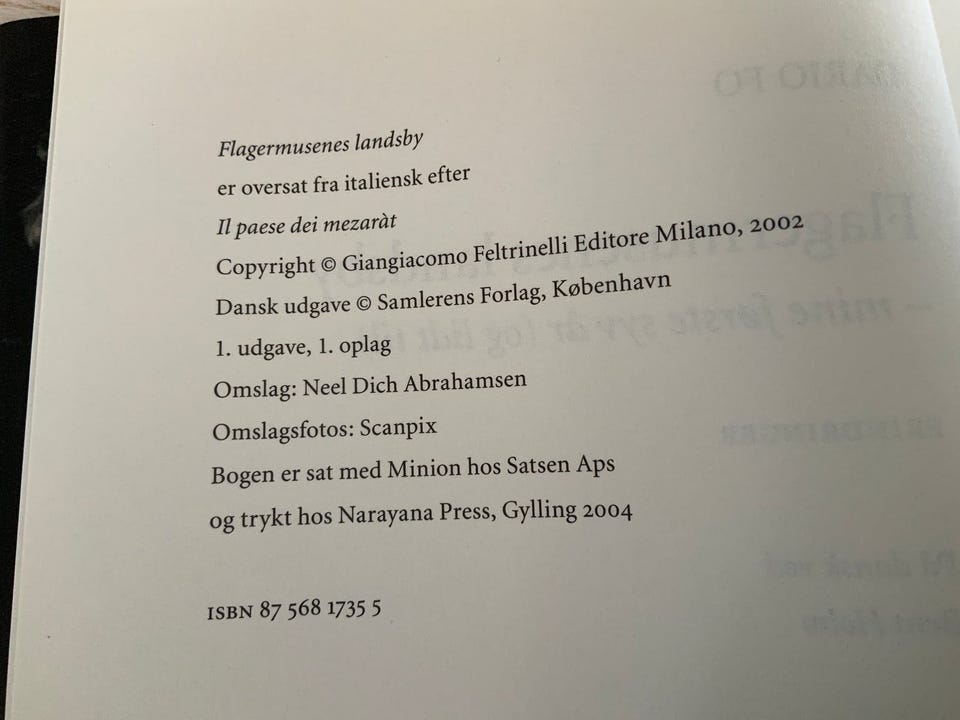 Flagermusenes landsby
er oversat fra italiensk efter
Il paese dei mezaràt
Copyright © Giangiacomo Feltrinelli Editore Milano, 2002
Dansk udgave © Samlerens Forlag, København
1. udgave, 1. oplag
Omslag: Neel Dich Abrahamsen
Omslagsfotos: Scanpix
Bogen er sat med Minion hos Satsen Aps
og trykt hos Narayana Press, Gylling 2004
ISBN 87 568 1735 5